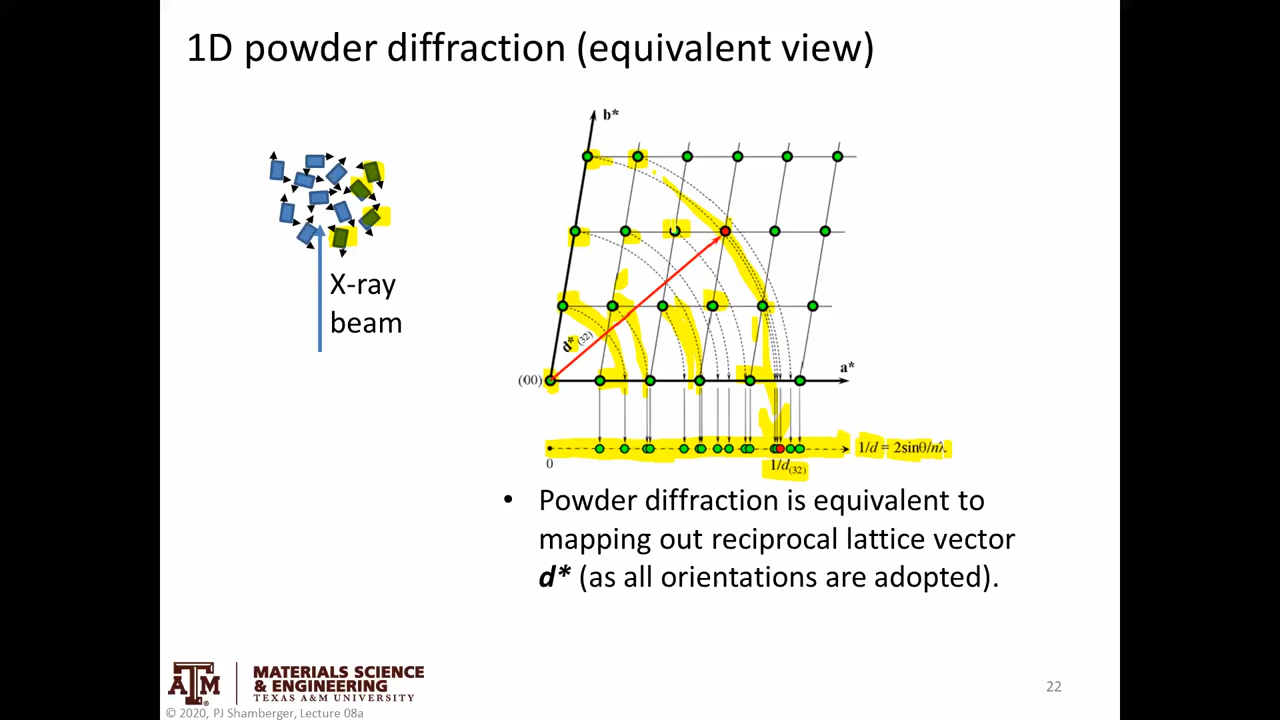 1D powder diffraction (equivalent view)
b*
X-ray
beam
d*(32)
(00)
a*
0
1/d = 2sinθ/nλ
1/d(32)
• Powder diffraction is equivalent to
mapping out reciprocal lattice vector
d* (as all orientations are adopted).
ATM
MATERIALS SCIENCE
& ENGINEERING
TEXAS A&M UNIVERSITY
22
© 2020, PJ Shamberger, Lecture 08a